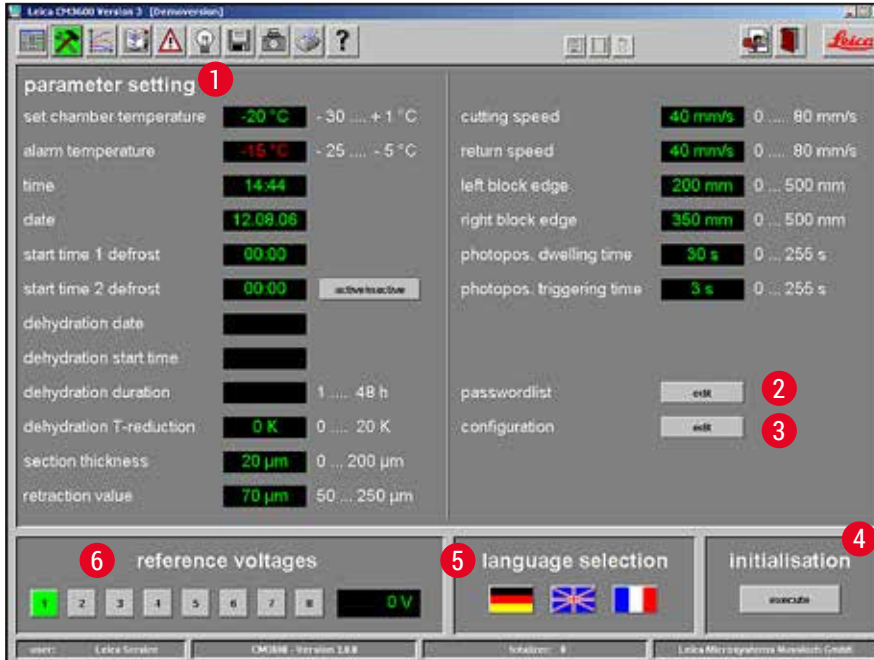 Leica CM3600 Version 3 (Demoversion)
?
Leica
parameter setting 1
set chamber temperature -20 °C - 30 .... + 1 °C
alarm temperature -15 °C - 25 .... - 5 °C
time 14:44
date 12.08.06
start time 1 defrost 00:00
start time 2 defrost 00:00 active/inactive
dehydration date
dehydration start time
dehydration duration 1 .... 48 h
dehydration T-reduction 0 K 0 .... 20 K
section thickness 20 µm 0 ... 200 µm
retraction value 70 µm 50 ... 250 µm
cutting speed 40 mm/s 0 .... 80 mm/s
return speed 40 mm/s 0 .... 80 mm/s
left block edge 200 mm 0 ... 500 mm
right block edge 350 mm 0 ... 500 mm
photopos. dwelling time 30 s 0 ... 255 s
photopos. triggering time 3 s 0 ... 255 s
passwordlist edit 2
configuration edit 3
6 reference voltages
1 2 3 4 5 6 7 8 0 V
5 language selection
4
initialisation
execute
user: Leica Service CM3600 - Version 3.0.0 totalizer: 0 Leica Microsystems Nussloch GmbH